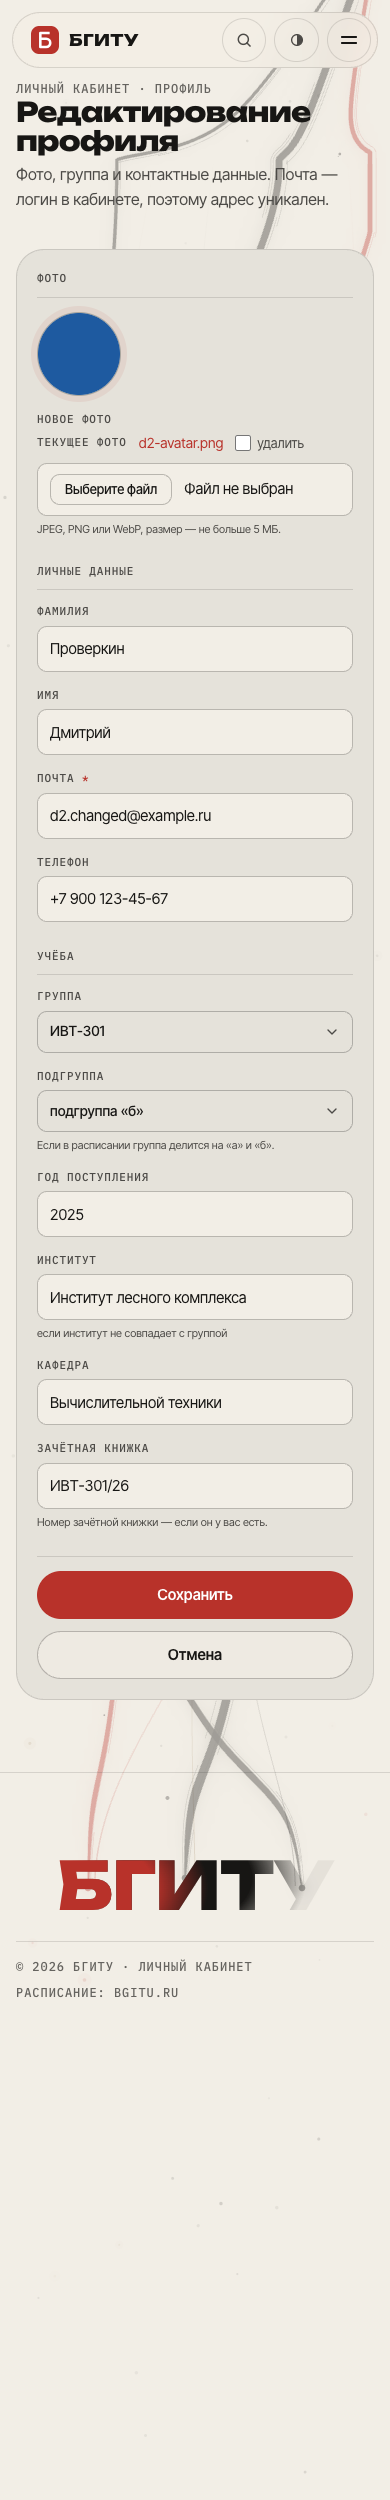 Б БГИТУ
ЛИЧНЫЙ КАБИНЕТ · ПРОФИЛЬ
Редактирование
профиля
Фото, группа и контактные данные. Почта —
логин в кабинете, поэтому адрес уникален.
ФОТО
НОВОЕ ФОТО
ТЕКУЩЕЕ ФОТО d2-avatar.png удалить
Выберите файл Файл не выбран
JPEG, PNG или WebP, размер — не больше 5 МБ.
ЛИЧНЫЕ ДАННЫЕ
ФАМИЛИЯ
Проверкин
ИМЯ
Дмитрий
ПОЧТА *
d2.changed@example.ru
ТЕЛЕФОН
+7 900 123-45-67
УЧЁБА
ГРУППА
ИВТ-301
ПОДГРУППА
подгруппа «б»
Если в расписании группа делится на «а» и «б».
ГОД ПОСТУПЛЕНИЯ
2025
ИНСТИТУТ
Институт лесного комплекса
если институт не совпадает с группой
КАФЕДРА
Вычислительной техники
ЗАЧЁТНАЯ КНИЖКА
ИВТ-301/26
Номер зачётной книжки — если он у вас есть.
Сохранить
Отмена
БГИТУ
© 2026 БГИТУ · ЛИЧНЫЙ КАБИНЕТ
РАСПИСАНИЕ: BGITU.RU